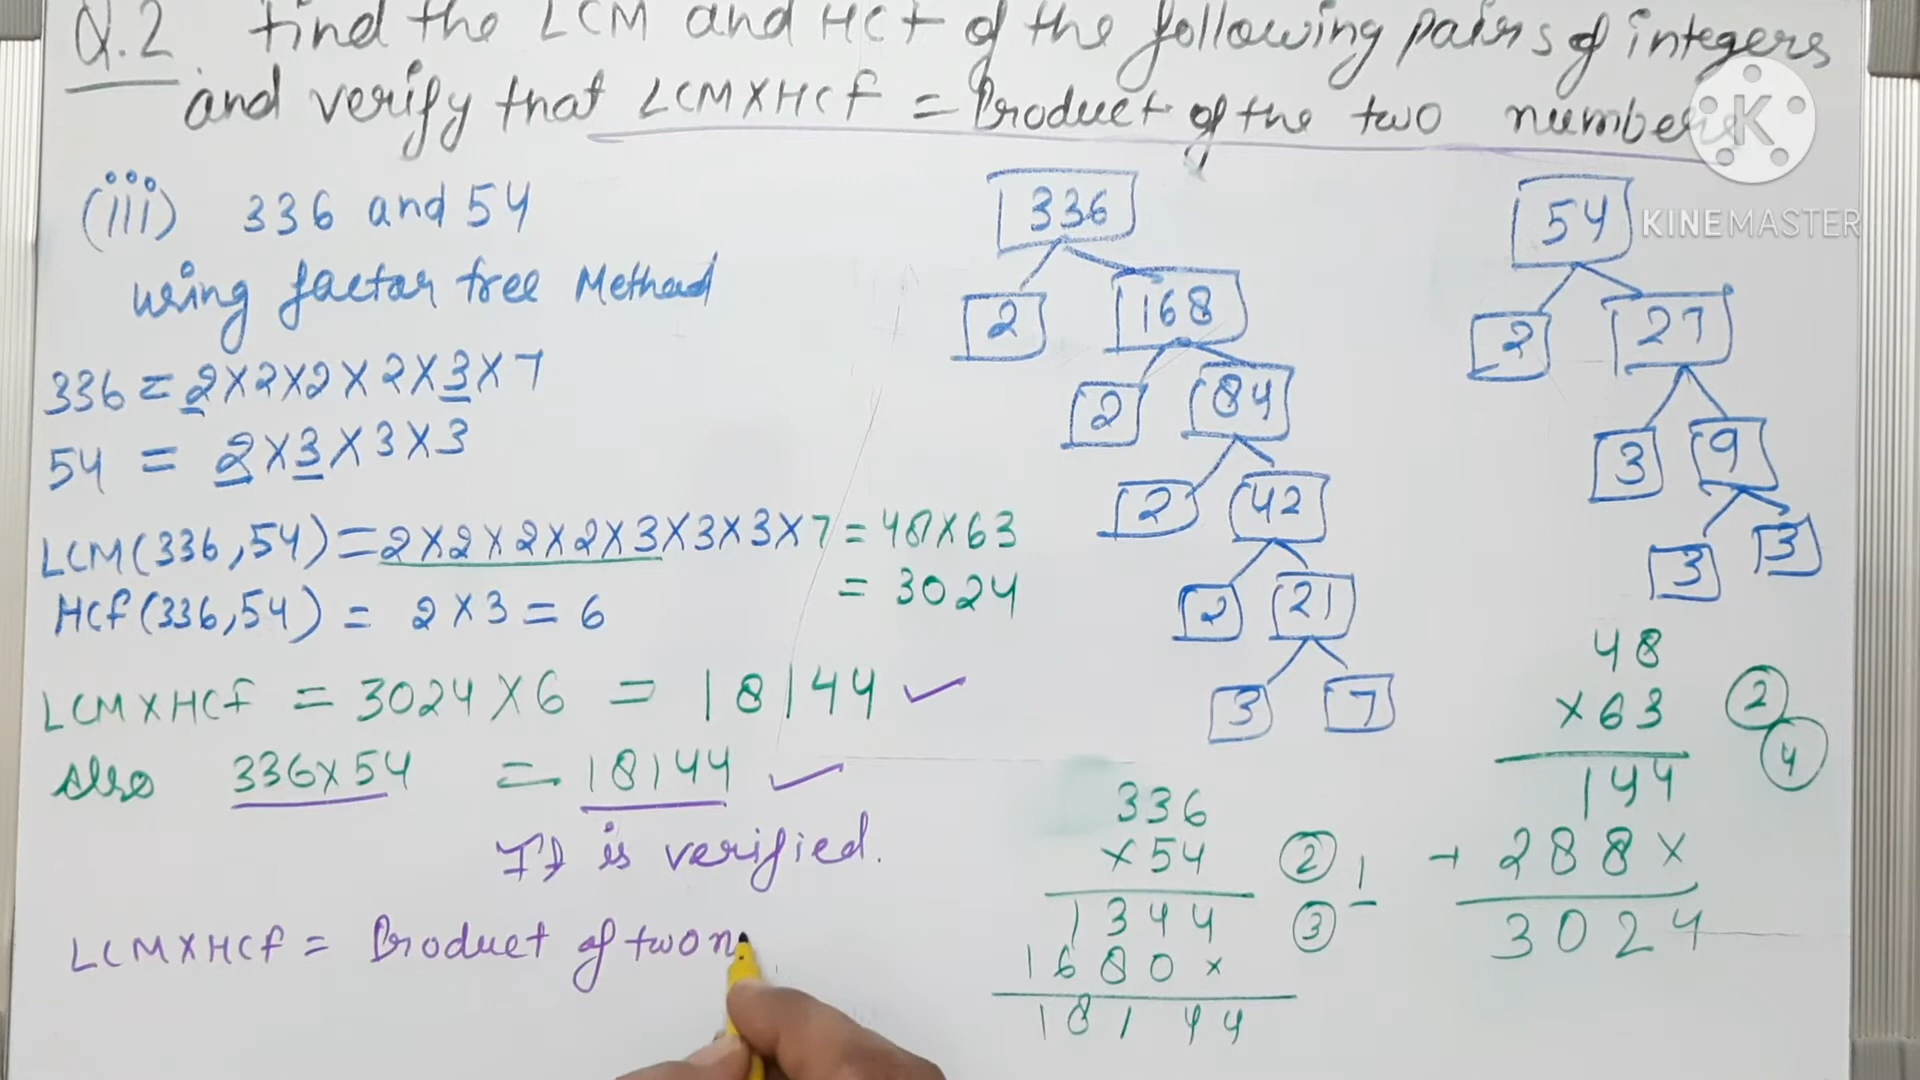 Q.2. Find the LCM and HCF of the following pairs of integers
and verify that LCM×HCF = Product of the two numbers
K
KINEMASTER
(iii) 336 and 54
using factor tree Method
336 = 2×2×2×2×3×7
54 = 2×3×3×3
LCM(336,54) = 2×2×2×2×3×3×3×7 = 48×63
= 3024
HCF(336,54) = 2×3 = 6
LCM×HCF = 3024×6 = 18144 ✓
Also 336×54 = 18144 ✓
It is verified.
LCM×HCF = Product of two n
336
2 168
2 84
2 42
2 21
3 7
54
2 27
3 9
3 3
336
×54
1344
1680×
18144
2 1
3
48
×63
144
+ 288×
3024
2
4